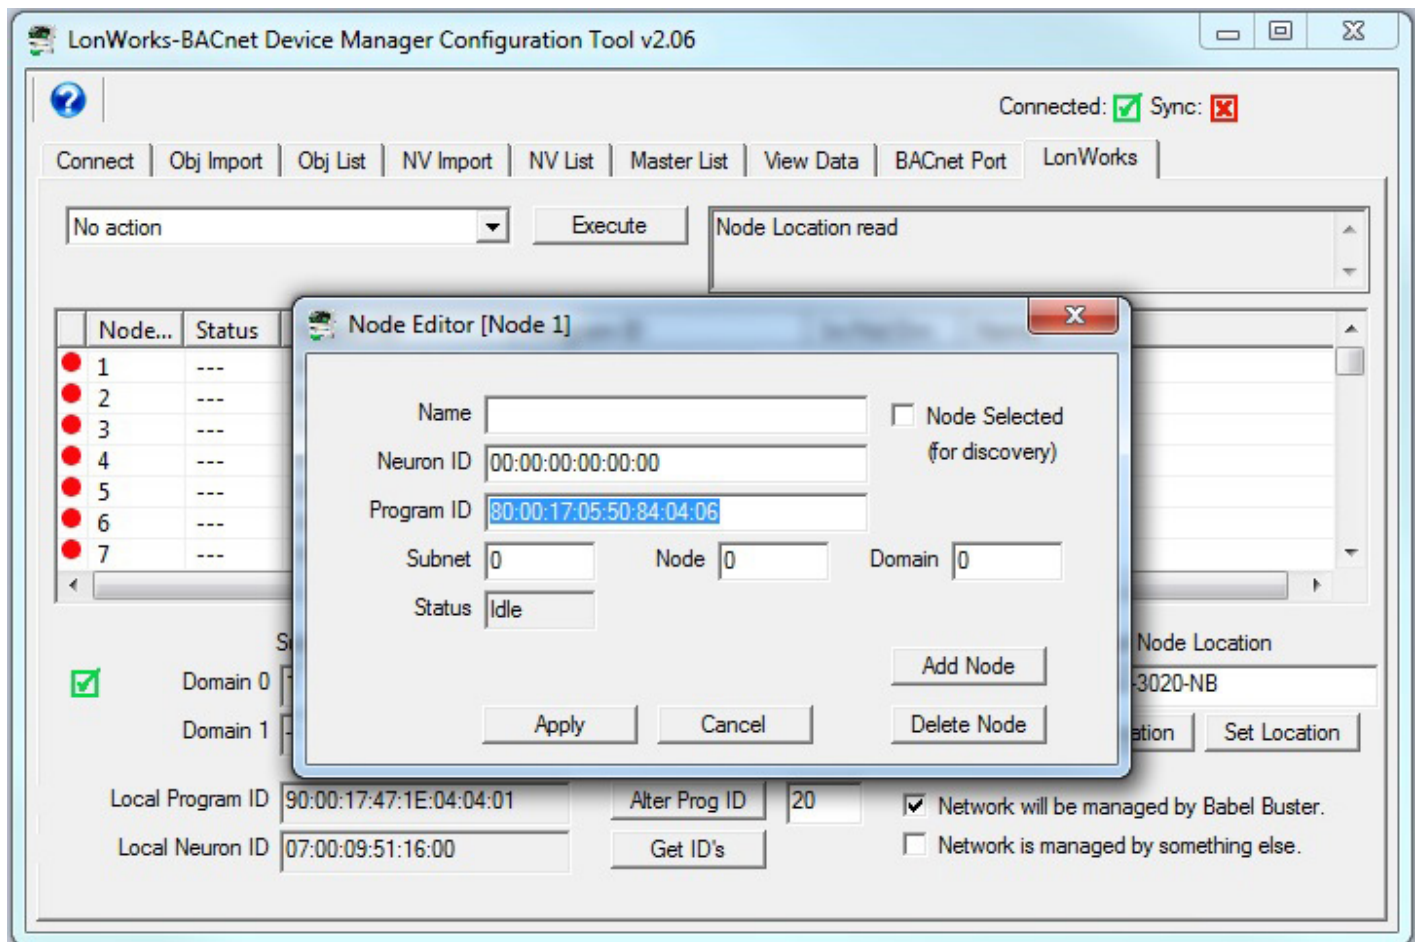 LonWorks-BACnet Device Manager Configuration Tool v2.06
Connected: Sync:
Connect Obj Import Obj List NV Import NV List Master List View Data BACnet Port LonWorks
No action Execute Node Location read
Node... Status
1 ---
2 ---
3 ---
4 ---
5 ---
6 ---
7 ---
Node Editor [Node 1]
Name Node Selected
(for discovery)
Neuron ID 00:00:00:00:00:00
Program ID 80:00:17:05:50:84:04:06
Subnet 0 Node 0 Domain 0
Status Idle
Add Node
Apply Cancel Delete Node
Node Location
Domain 0 -3020-NB
Domain 1 Set Location
Local Program ID 90:00:17:47:1E:04:04:01 Alter Prog ID 20 Network will be managed by Babel Buster.
Local Neuron ID 07:00:09:51:16:00 Get ID's Network is managed by something else.